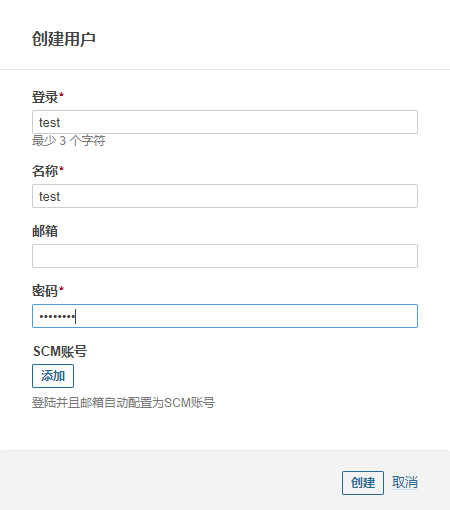 创建用户
登录*
test
最少 3 个字符
名称*
test
邮箱
密码*
••••••••
SCM账号
添加
登陆并且邮箱自动配置为SCM账号
创建 取消